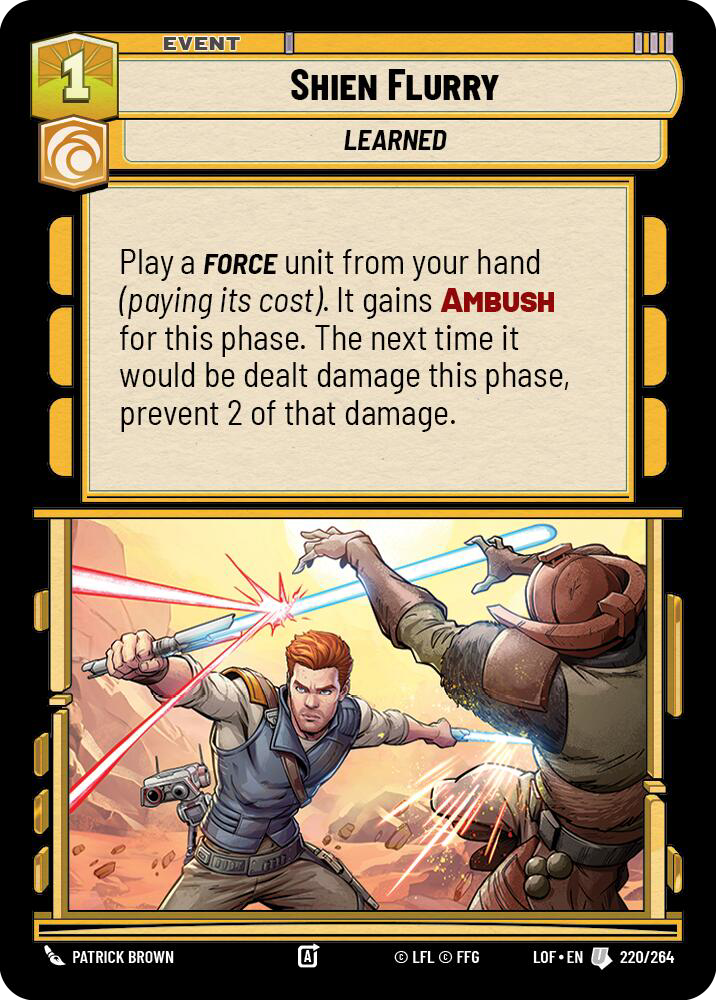 EVENT
1
SHIEN FLURRY
LEARNED
Play a FORCE unit from your hand
(paying its cost). It gains AMBUSH
for this phase. The next time it
would be dealt damage this phase,
prevent 2 of that damage.
PATRICK BROWN
A
© LFL © FFG
LOF • EN
U
220/264